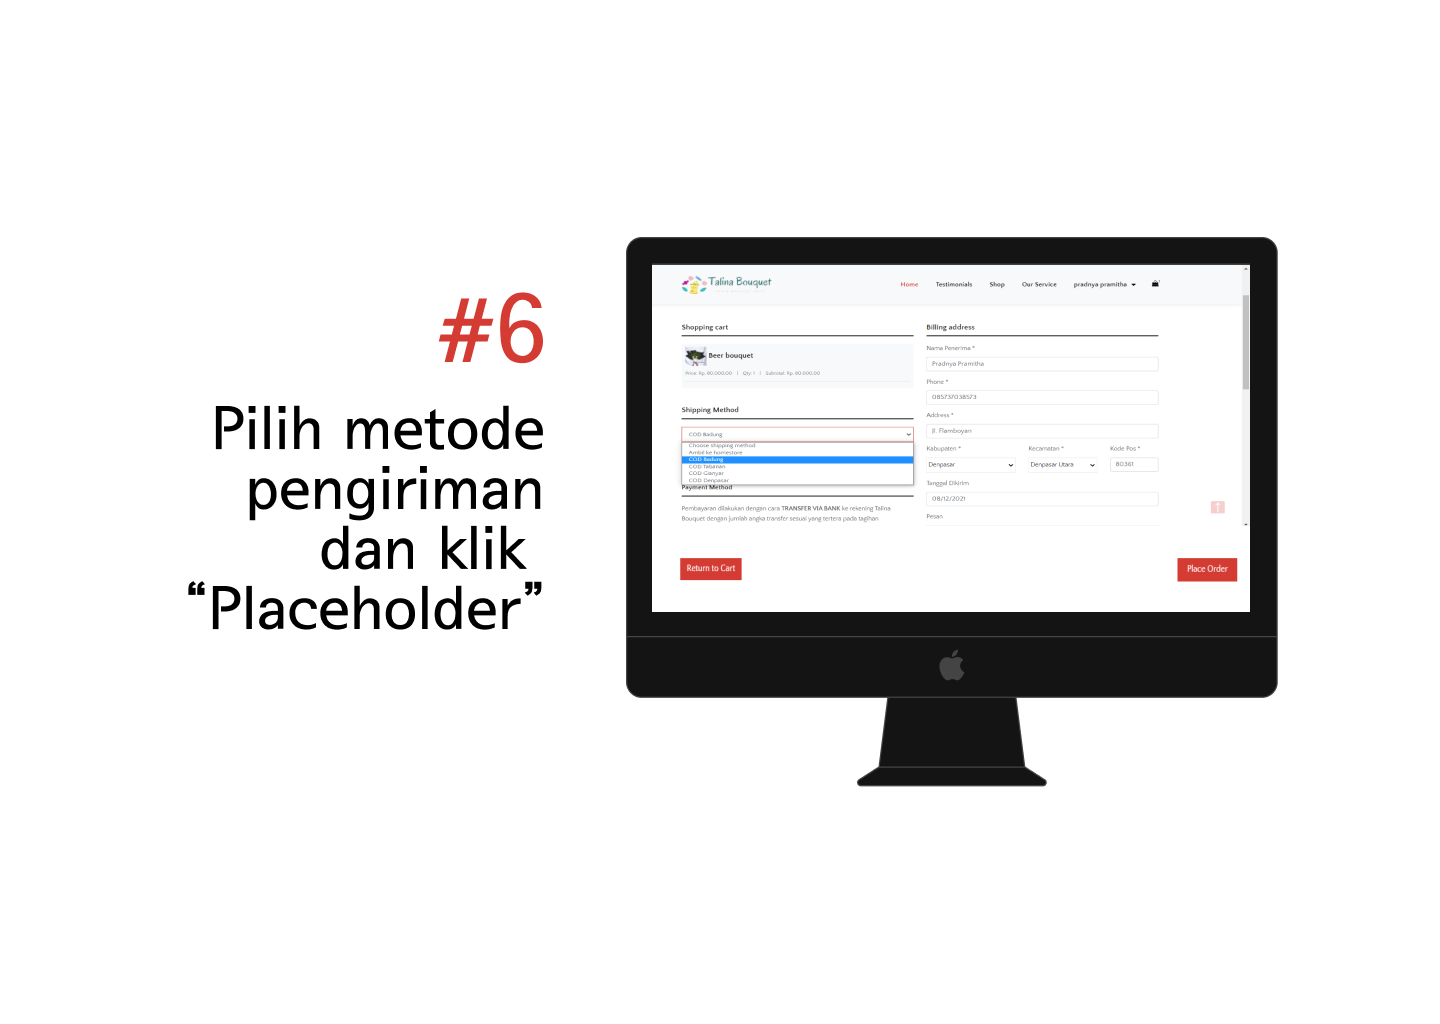 #6
Pilih metode
pengiriman
dan klik
“Placeholder”
Talina Bouquet
Home Testimonials Shop Our Service pradnya pramitha
Shopping cart
Beer bouquet
Price: Rp. 80.000,00 | Qty: 1 | Subtotal: Rp. 80.000,00
Shipping Method
COD Badung
Choose shipping method
Ambil ke homestore
COD Badung
COD Tabanan
COD Gianyar
COD Denpasar
Payment Method
Pembayaran dilakukan dengan cara TRANSFER VIA BANK ke rekening Talina
Bouquet dengan jumlah angka transfer sesuai yang tertera pada tagihan
Billing address
Nama Penerima *
Pradnya Pramitha
Phone *
085737038573
Address *
jl. Flamboyan
Kabupaten * Kecamatan * Kode Pos *
Denpasar Denpasar Utara 80361
Tanggal Dikirim
08/12/2021
Pesan
Return to Cart
Place Order